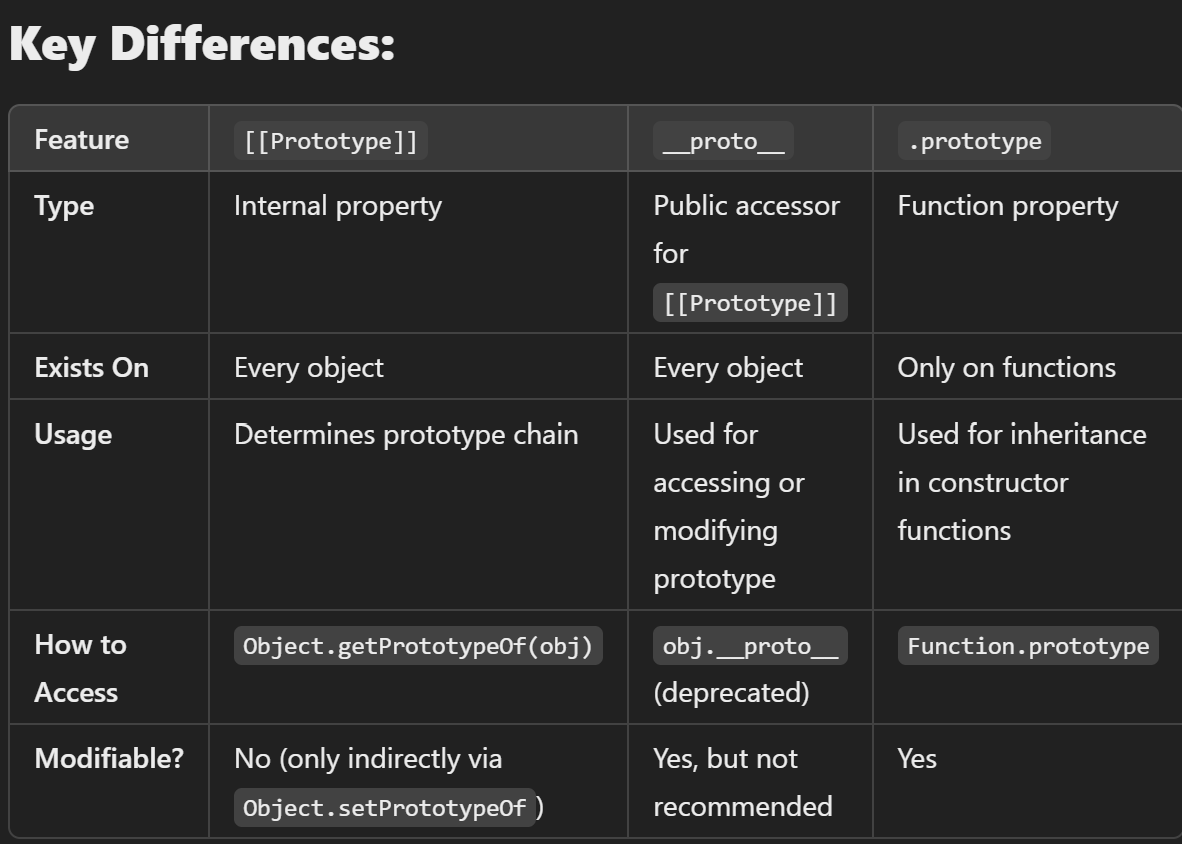 Key Differences:
Feature [[Prototype]] __proto__ .prototype
Type Internal property Public accessor Function property
for
[[Prototype]]
Exists On Every object Every object Only on functions
Usage Determines prototype chain Used for Used for inheritance
accessing or in constructor
modifying functions
prototype
How to Object.getPrototypeOf(obj) obj.__proto__ Function.prototype
Access (deprecated)
Modifiable? No (only indirectly via Yes, but not Yes
Object.setPrototypeOf) recommended